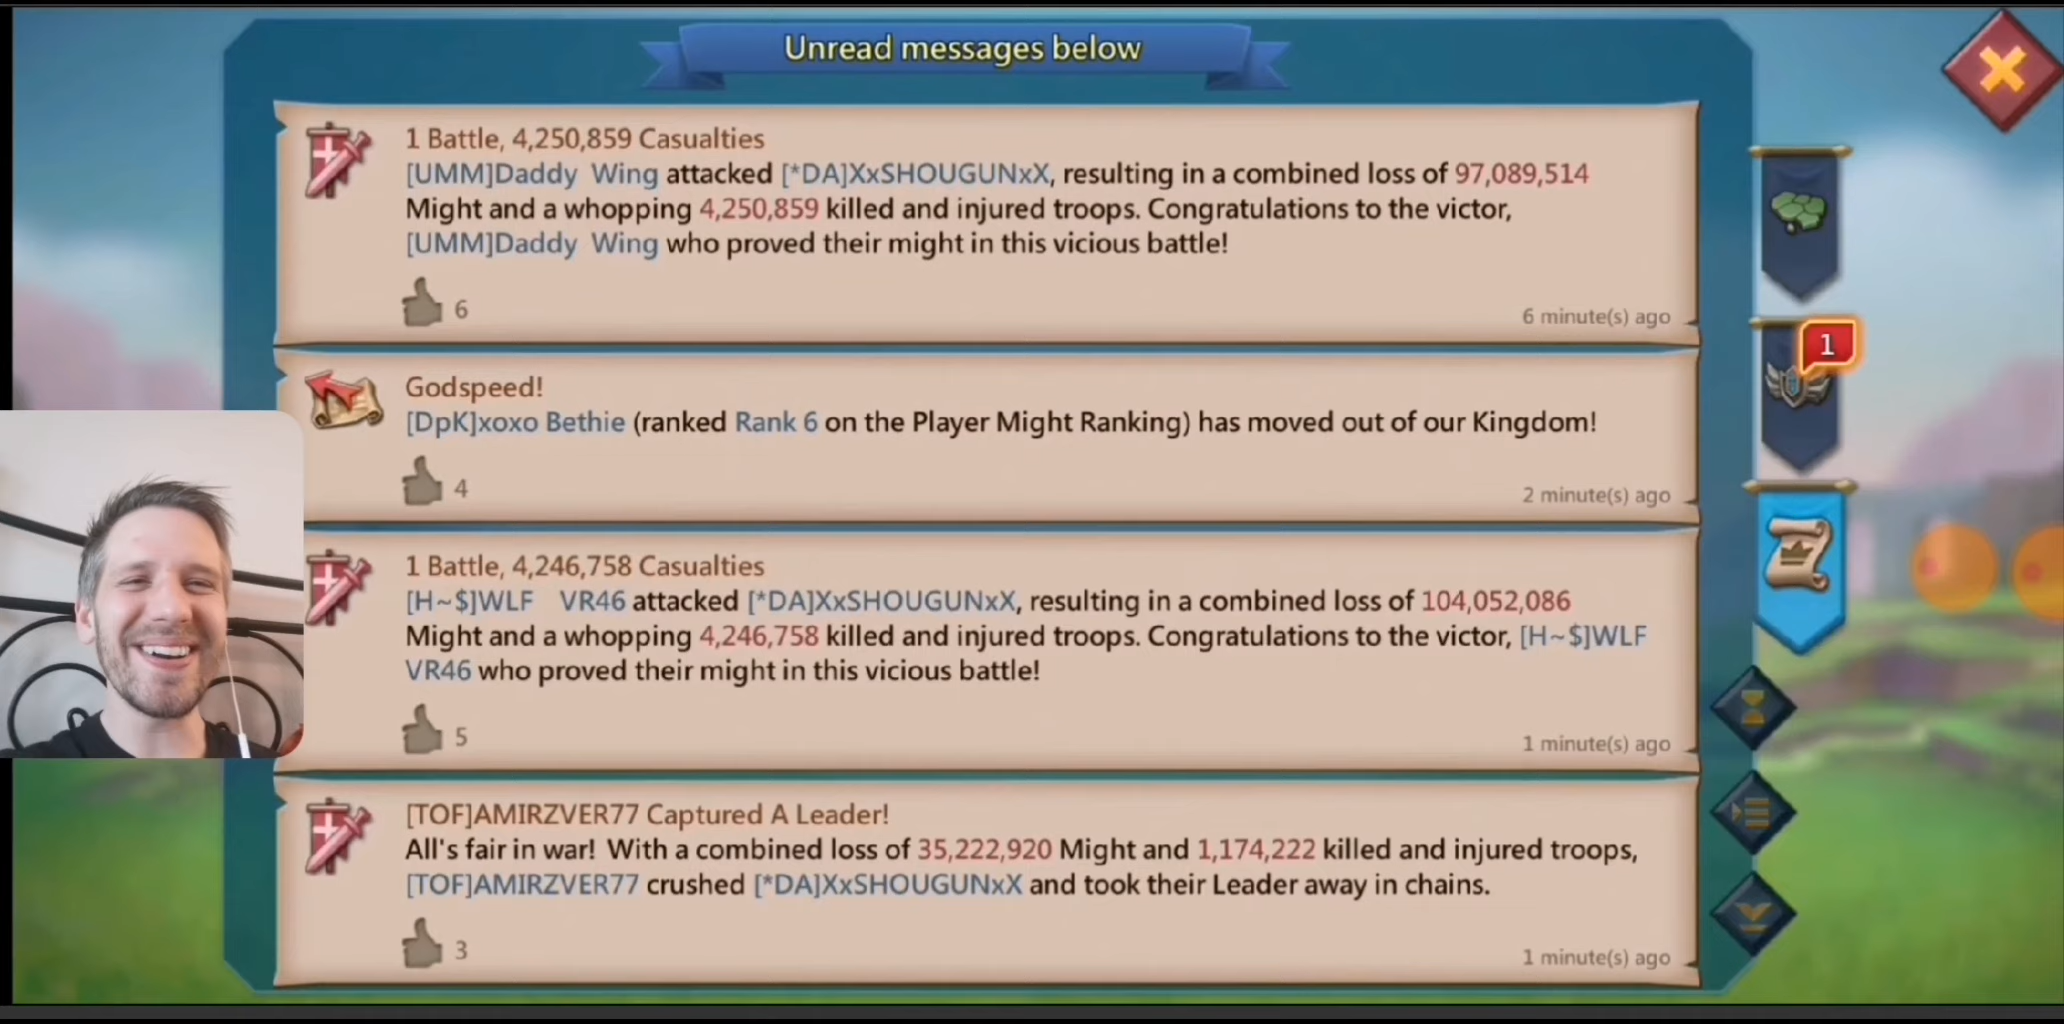 Unread messages below
1 Battle, 4,250,859 Casualties
[UMM]Daddy Wing attacked [*DA]XxSHOUGUNxX, resulting in a combined loss of 97,089,514
Might and a whopping 4,250,859 killed and injured troops. Congratulations to the victor,
[UMM]Daddy Wing who proved their might in this vicious battle!
6
6 minute(s) ago
1
Godspeed!
[DpK]xoxo Bethie (ranked Rank 6 on the Player Might Ranking) has moved out of our Kingdom!
4
2 minute(s) ago
1 Battle, 4,246,758 Casualties
[H~$]WLF VR46 attacked [*DA]XxSHOUGUNxX, resulting in a combined loss of 104,052,086
Might and a whopping 4,246,758 killed and injured troops. Congratulations to the victor, [H~$]WLF
VR46 who proved their might in this vicious battle!
5
1 minute(s) ago
[TOF]AMIRZVER77 Captured A Leader!
All's fair in war! With a combined loss of 35,222,920 Might and 1,174,222 killed and injured troops,
[TOF]AMIRZVER77 crushed [*DA]XxSHOUGUNxX and took their Leader away in chains.
3
1 minute(s) ago